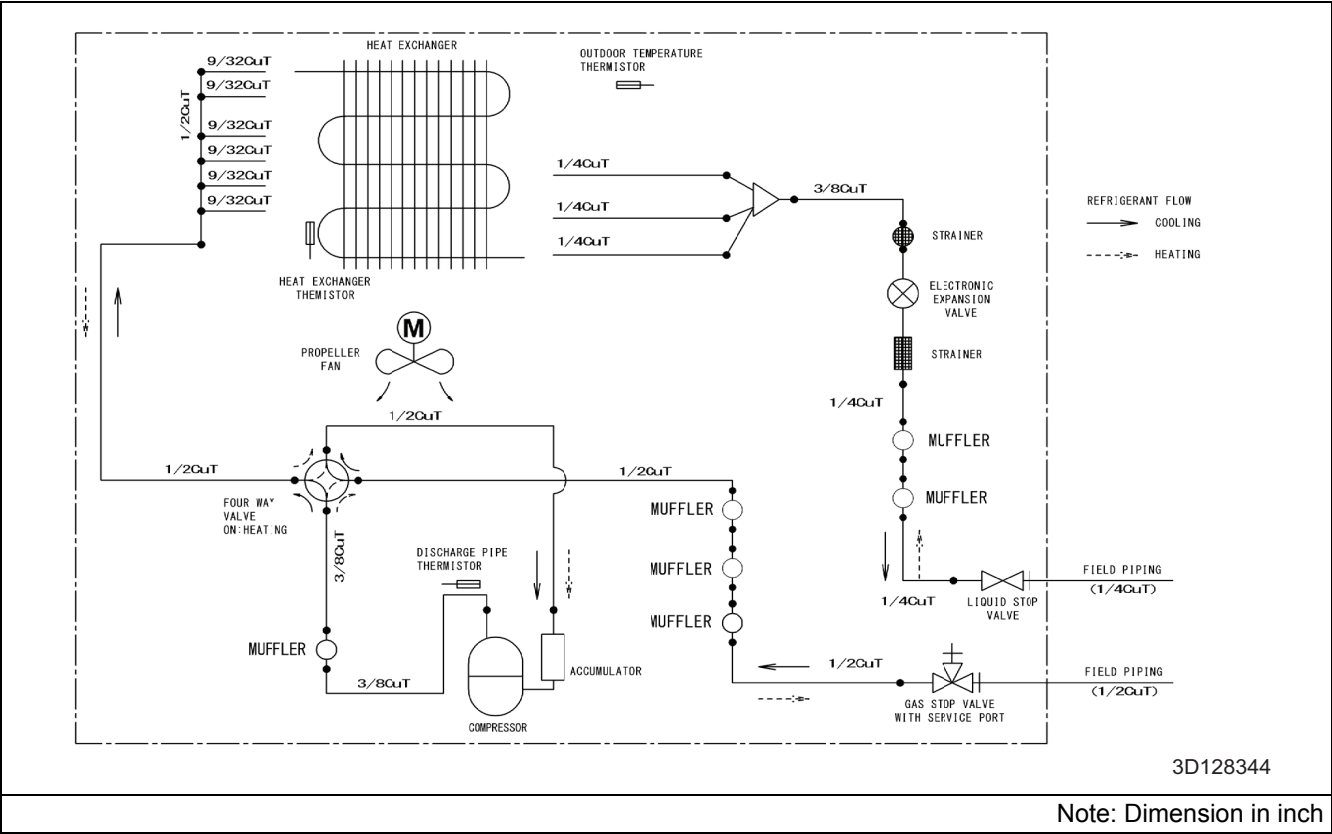 HEAT EXCHANGER
OUTDOOR TEMPERATURE
THERMISTOR
9/32CuT
9/32CuT
1/2CuT
9/32CuT
9/32CuT
9/32CuT
9/32CuT
1/4CuT
3/8CuT
1/4CuT
1/4CuT
REFRIGERANT FLOW
COOLING
HEATING
STRAINER
HEAT EXCHANGER
THEMISTOR
ELECTRONIC
EXPANSION
VALVE
M
PROPELLER
FAN
STRAINER
1/2CuT
1/4CuT
MUFFLER
1/2CuT
1/2CuT
FOUR WAY
VALVE
ON:HEATING
MUFFLER
MUFFLER
3/8CuT
DISCHARGE PIPE
THERMISTOR
MUFFLER
FIELD PIPING
(1/4CuT)
1/4CuT
LIQUID STOP
VALVE
MUFFLER
MUFFLER
ACCUMULATOR
1/2CuT
FIELD PIPING
(1/2CuT)
3/8CuT
COMPRESSOR
GAS STOP VALVE
WITH SERVICE PORT
3D128344
Note: Dimension in inch